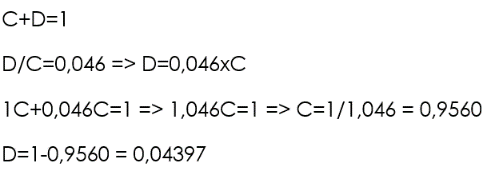 C+D=1
D/C=0,046 => D=0,046xC
1C+0,046C=1 => 1,046C=1 => C=1/1,046 = 0,9560
D=1-0,9560 = 0,04397